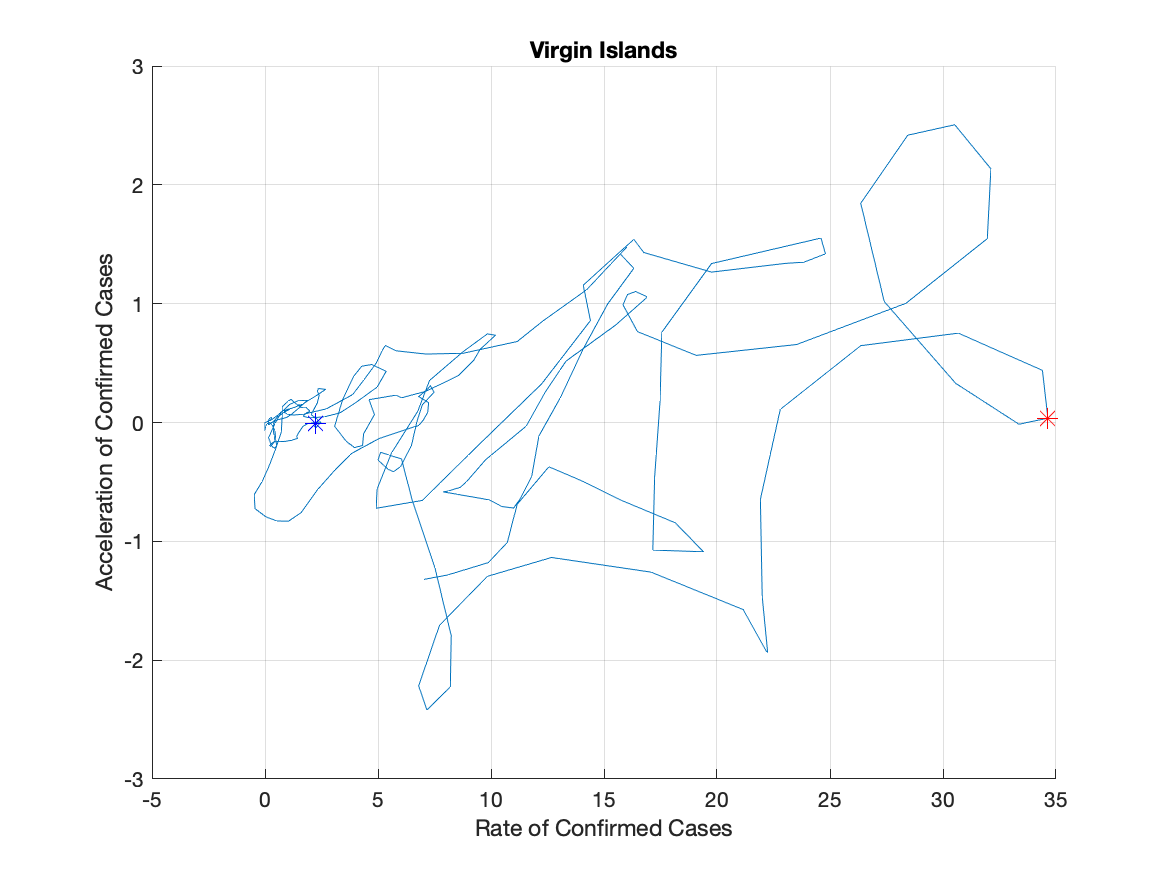 Virgin Islands
3
2
1
0
-1
-2
-3
Acceleration of Confirmed Cases
-5 0 5 10 15 20 25 30 35
Rate of Confirmed Cases